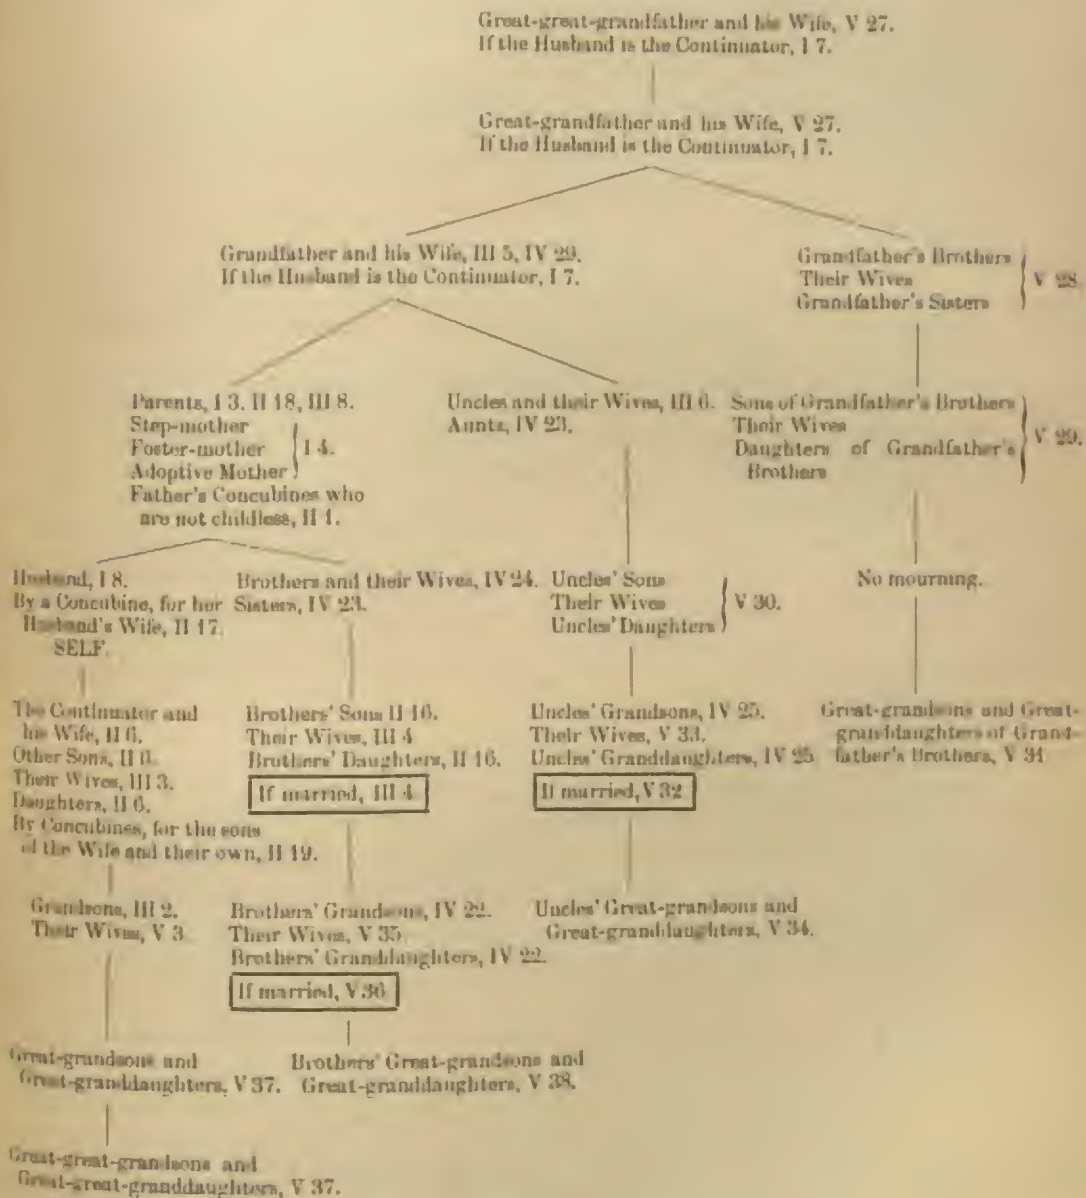 Great-great-grandfather and his Wife, V 27.
If the Husband is the Continuator, I 7.
Great-grandfather and his Wife, V 27.
If the Husband is the Continuator, I 7.
Grandfather and his Wife, III 5, IV 29.
If the Husband is the Continuator, I 7.
Grandfather's Brothers
Their Wives
Grandfather's Sisters
V 28.
Parents, I 3. II 18, III 8.
Step-mother
Foster-mother
Adoptive Mother
I 4.
Father's Concubines who
are not childless, II 1.
Uncles and their Wives, III 6.
Aunts, IV 23.
Sons of Grandfather's Brothers
Their Wives
Daughters of Grandfather's
Brothers
V 29.
Husband, I 8.
By a Concubine, for her
Husband's Wife, II 17.
SELF.
Brothers and their Wives, IV 24.
Sisters, IV 23.
Uncles' Sons
Their Wives
Uncles' Daughters
V 30.
No mourning.
The Continuator and
his Wife, II 6.
Other Sons, II 6.
Their Wives, III 3.
Daughters, II 6.
By Concubines, for the sons
of the Wife and their own, II 19.
Brothers' Sons II 16.
Their Wives, III 4
Brothers' Daughters, II 16.
If married, III 4
Uncles' Grandsons, IV 25.
Their Wives, V 33.
Uncles' Granddaughters, IV 25
If married, V 32
Great-grandsons and Great-
granddaughters of Grand-
father's Brothers, V 31
Grandsons, III 2.
Their Wives, V 3
Brothers' Grandsons, IV 22.
Their Wives, V 35.
Brothers' Granddaughters, IV 22.
If married, V 36
Uncles' Great-grandsons and
Great-granddaughters, V 34.
Great-grandsons and
Great-granddaughters, V 37.
Brothers' Great-grandsons and
Great-granddaughters, V 38.
Great-great-grandsons and
Great-great-granddaughters, V 37.